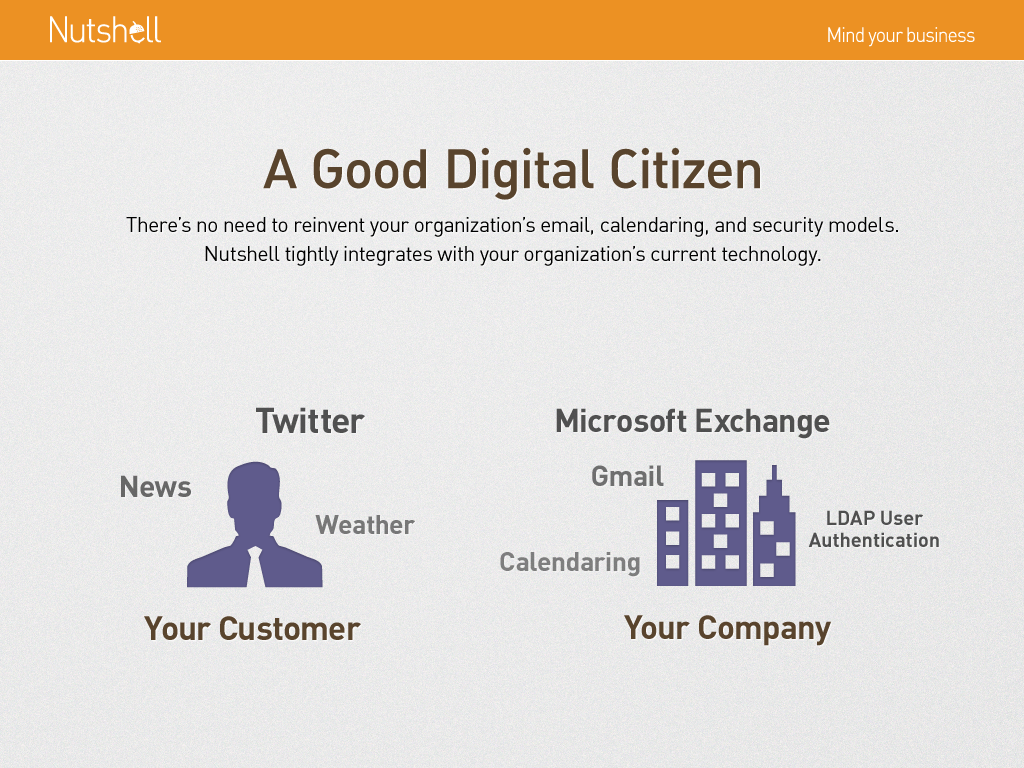 Nutshell
Mind your business
A Good Digital Citizen
There's no need to reinvent your organization's email, calendaring, and security models.
Nutshell tightly integrates with your organization's current technology.
Twitter
News
Weather
Your Customer
Microsoft Exchange
Gmail
LDAP User
Authentication
Calendaring
Your Company